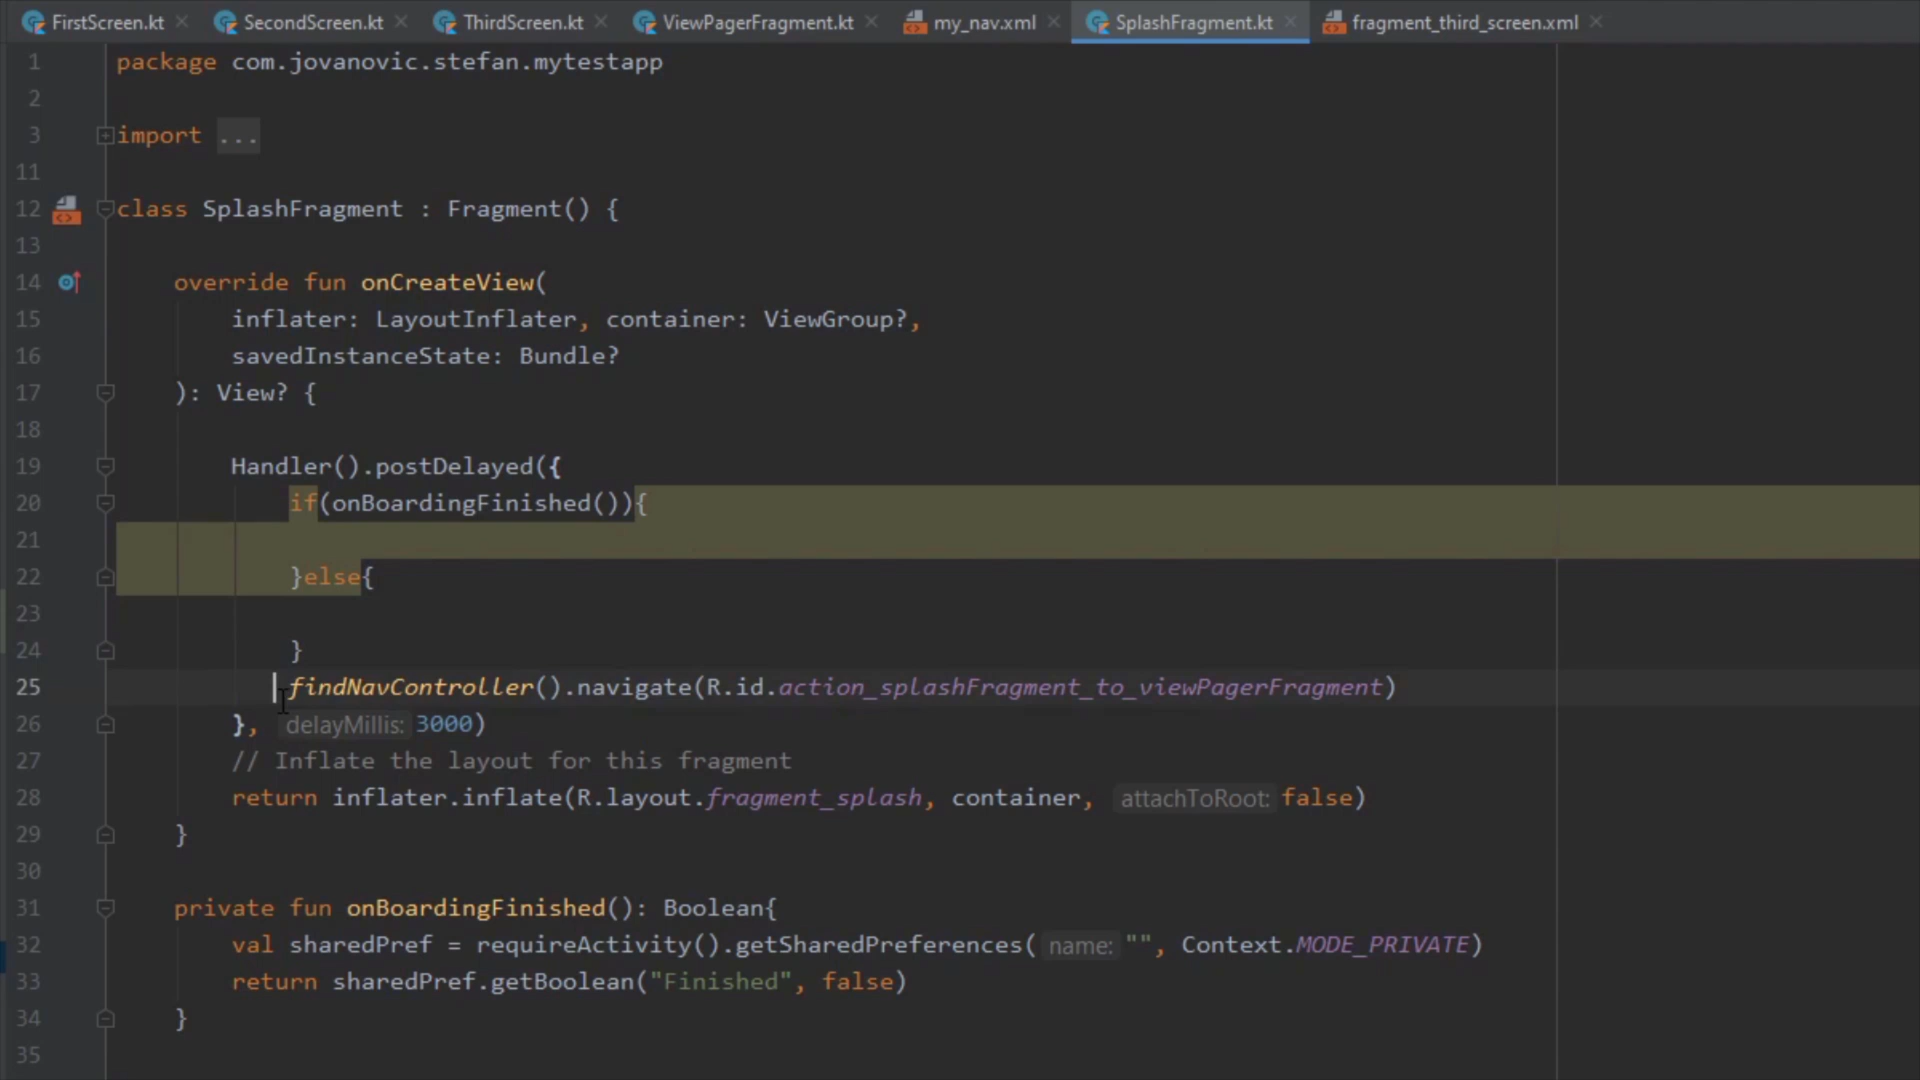 FirstScreen.kt SecondScreen.kt ThirdScreen.kt ViewPagerFragment.kt my_nav.xml SplashFragment.kt fragment_third_screen.xml
1 package com.jovanovic.stefan.mytestapp
2
3 import ...
11
12 class SplashFragment : Fragment() {
13
14 override fun onCreateView(
15 inflater: LayoutInflater, container: ViewGroup?,
16 savedInstanceState: Bundle?
17 ): View? {
18
19 Handler().postDelayed({
20 if(onBoardingFinished()){
21
22 }else{
23
24 }
25 findNavController().navigate(R.id.action_splashFragment_to_viewPagerFragment)
26 }, delayMillis: 3000)
27 // Inflate the layout for this fragment
28 return inflater.inflate(R.layout.fragment_splash, container, attachToRoot: false)
29 }
30
31 private fun onBoardingFinished(): Boolean{
32 val sharedPref = requireActivity().getSharedPreferences( name: "", Context.MODE_PRIVATE)
33 return sharedPref.getBoolean("Finished", false)
34 }
35